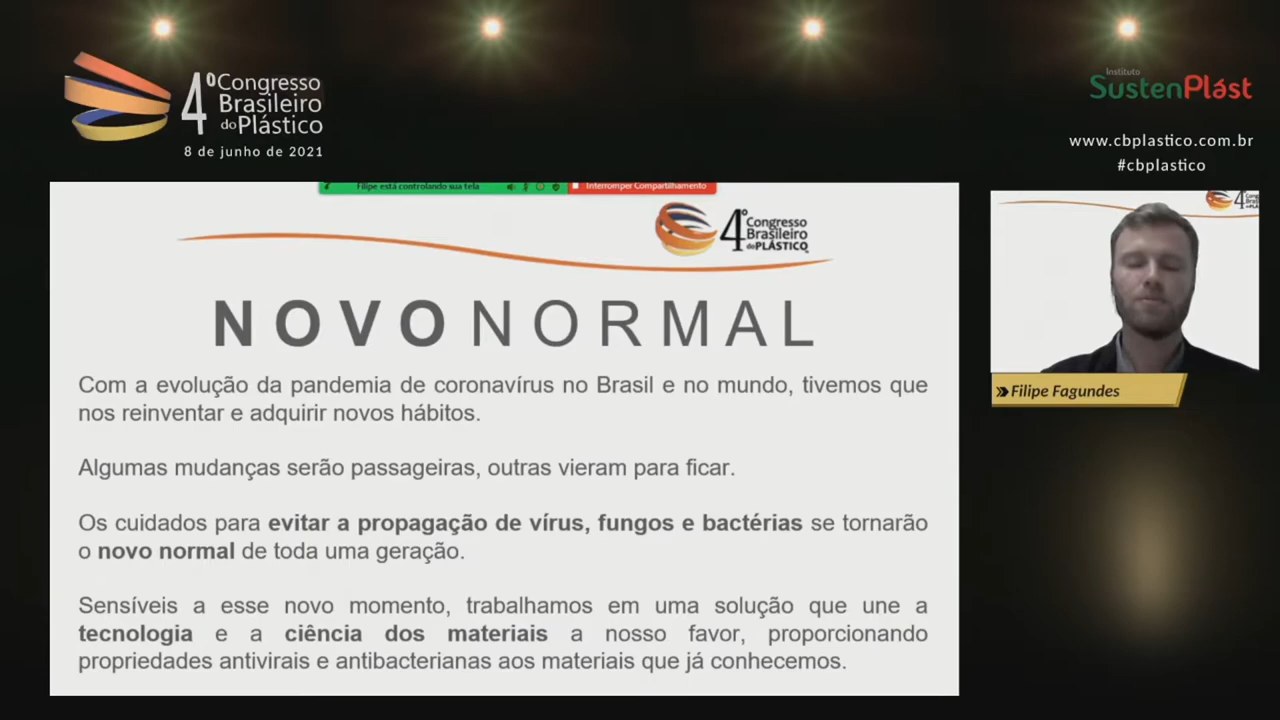 4º Congresso
Brasileiro
do Plástico
8 de junho de 2021
Instituto
SustenPlást
www.cbplastico.com.br
#cbplastico
Filipe está controlando sua tela
Interromper Compartilhamento
4º Congresso
Brasileiro
do PLÁSTICO
NOVONORMAL
Com a evolução da pandemia de coronavírus no Brasil e no mundo, tivemos que
nos reinventar e adquirir novos hábitos.
Algumas mudanças serão passageiras, outras vieram para ficar.
Os cuidados para evitar a propagação de vírus, fungos e bactérias se tornarão
o novo normal de toda uma geração.
Sensíveis a esse novo momento, trabalhamos em uma solução que une a
tecnologia e a ciência dos materiais a nosso favor, proporcionando
propriedades antivirais e antibacterianas aos materiais que já conhecemos.
Filipe Fagundes